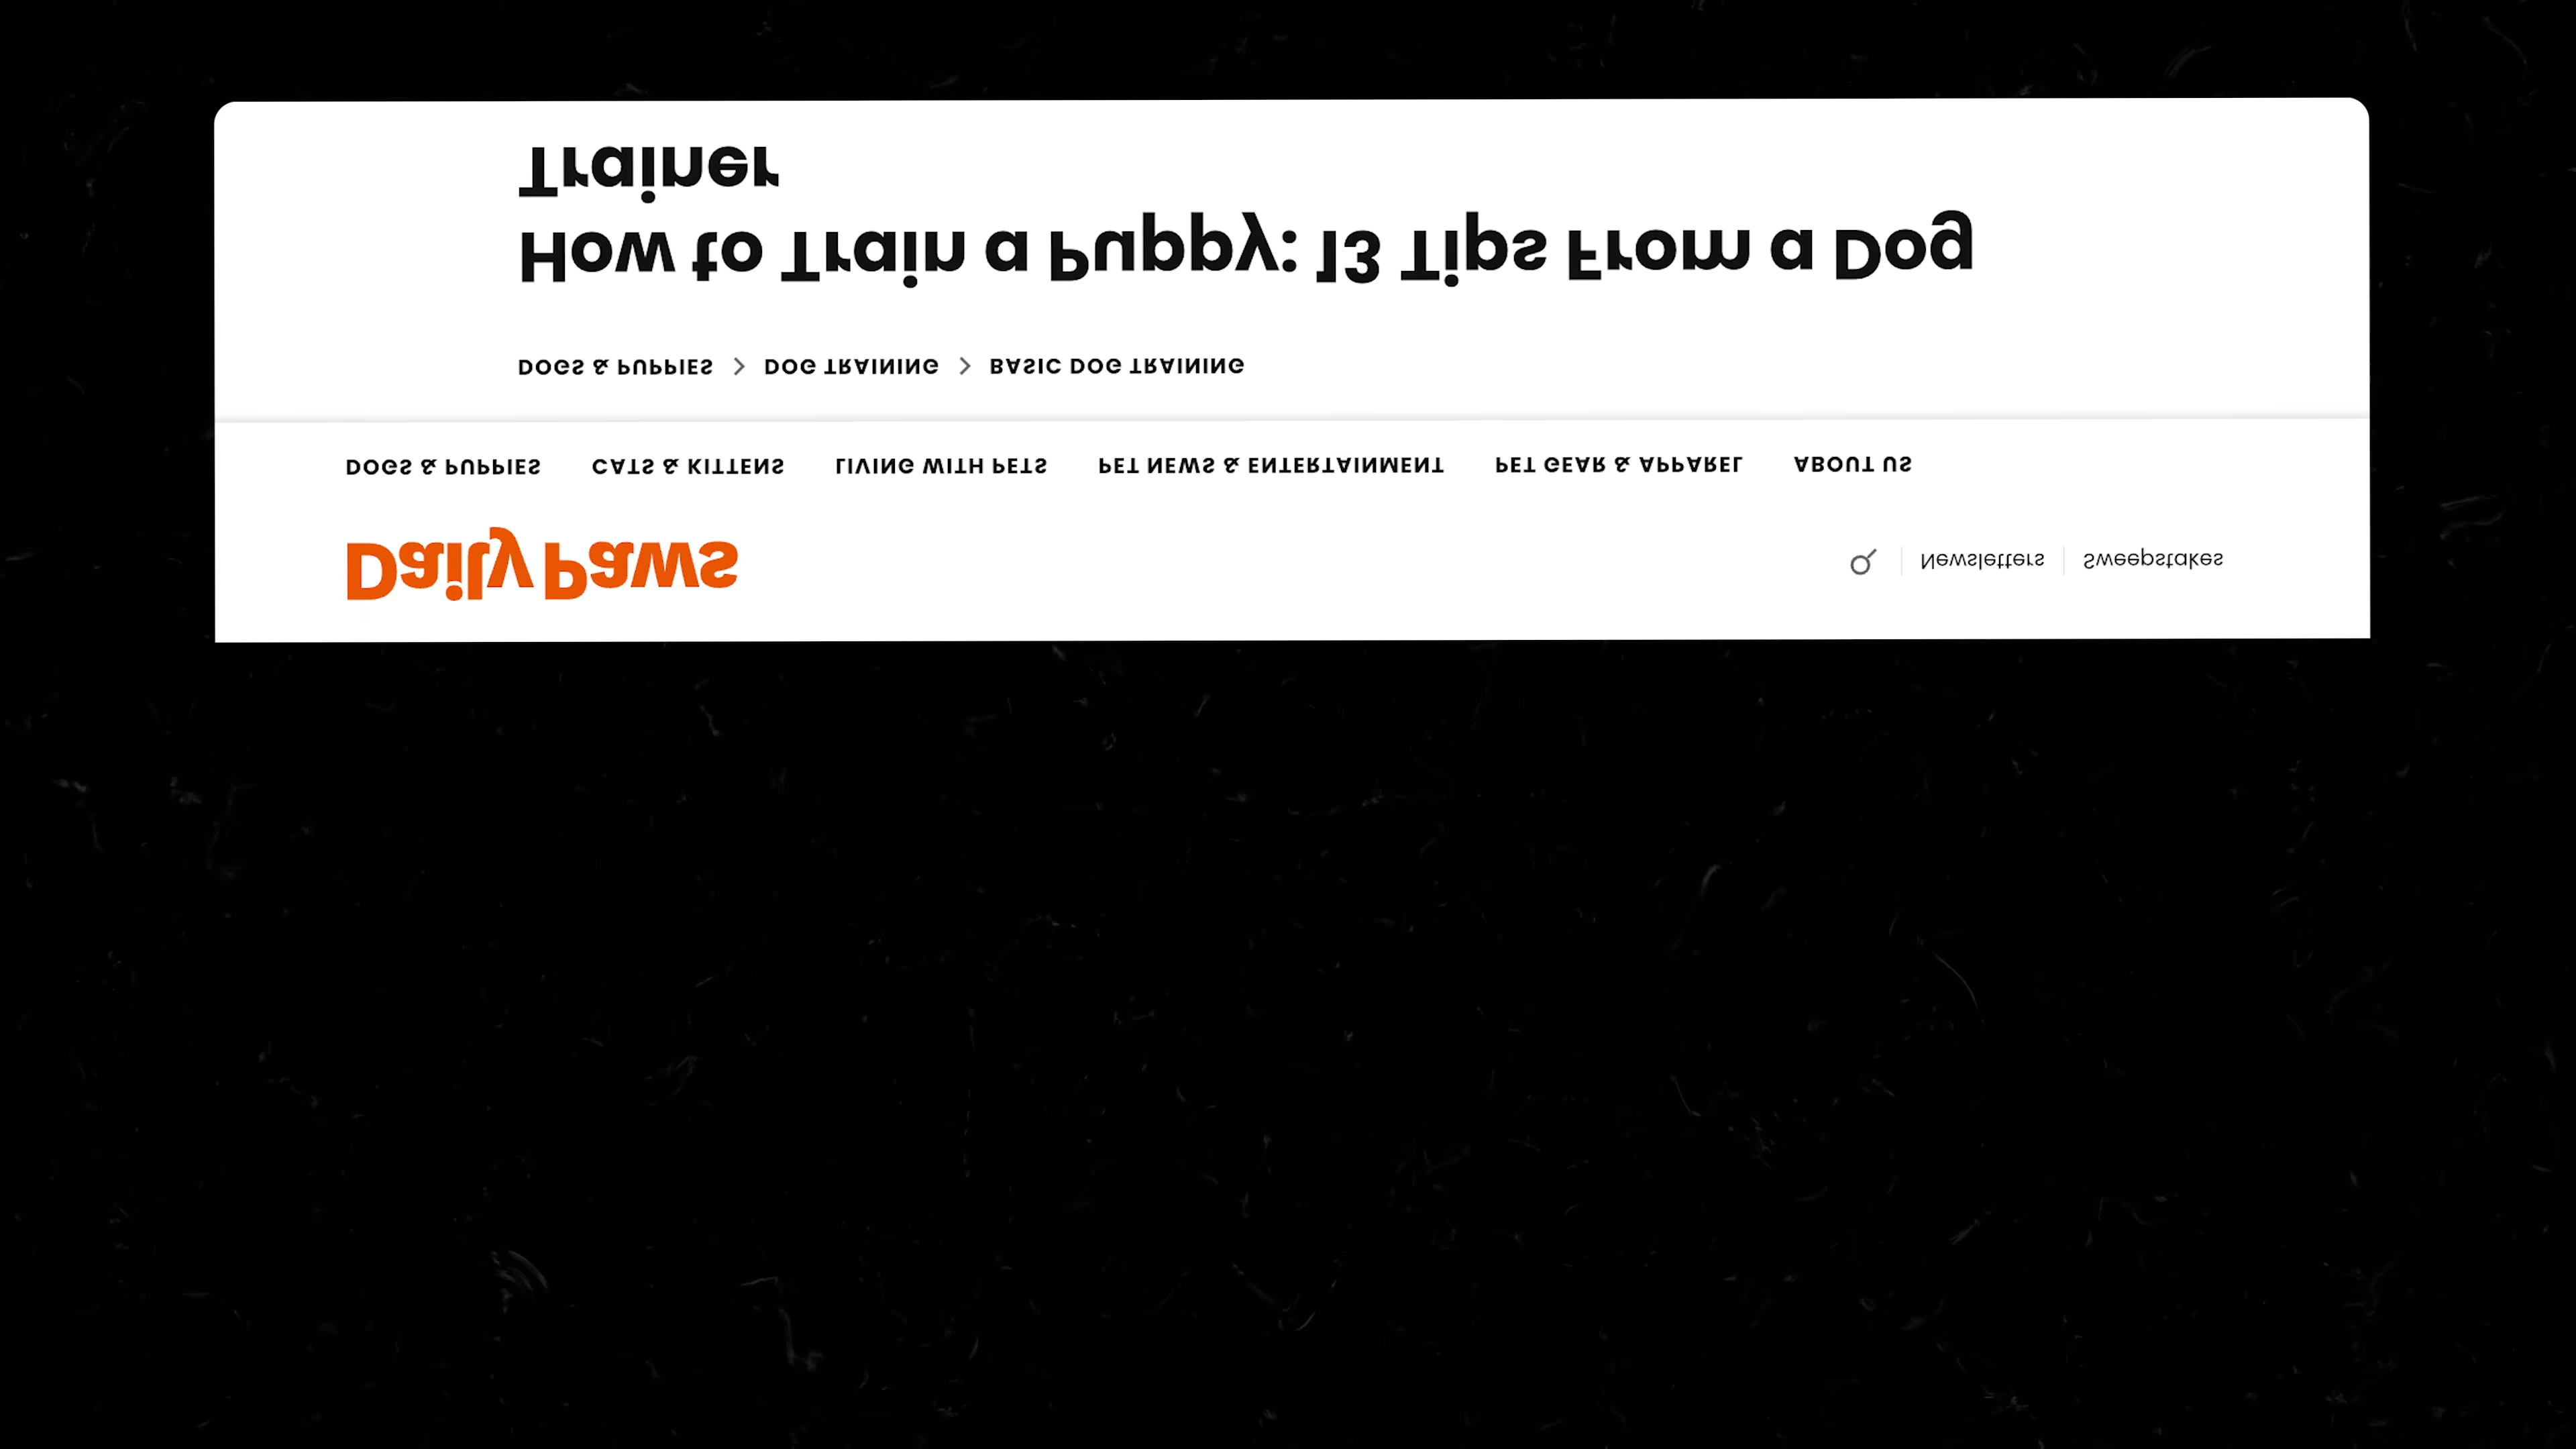 Daily Paws
Newsletters
Sweepstakes
DOGS & PUPPIES CATS & KITTENS LIVING WITH PETS PET NEWS & ENTERTAINMENT PET GEAR & APPAREL ABOUT US
DOGS & PUPPIES > DOG TRAINING > BASIC DOG TRAINING
How to Train a Puppy: 13 Tips From a Dog
Trainer